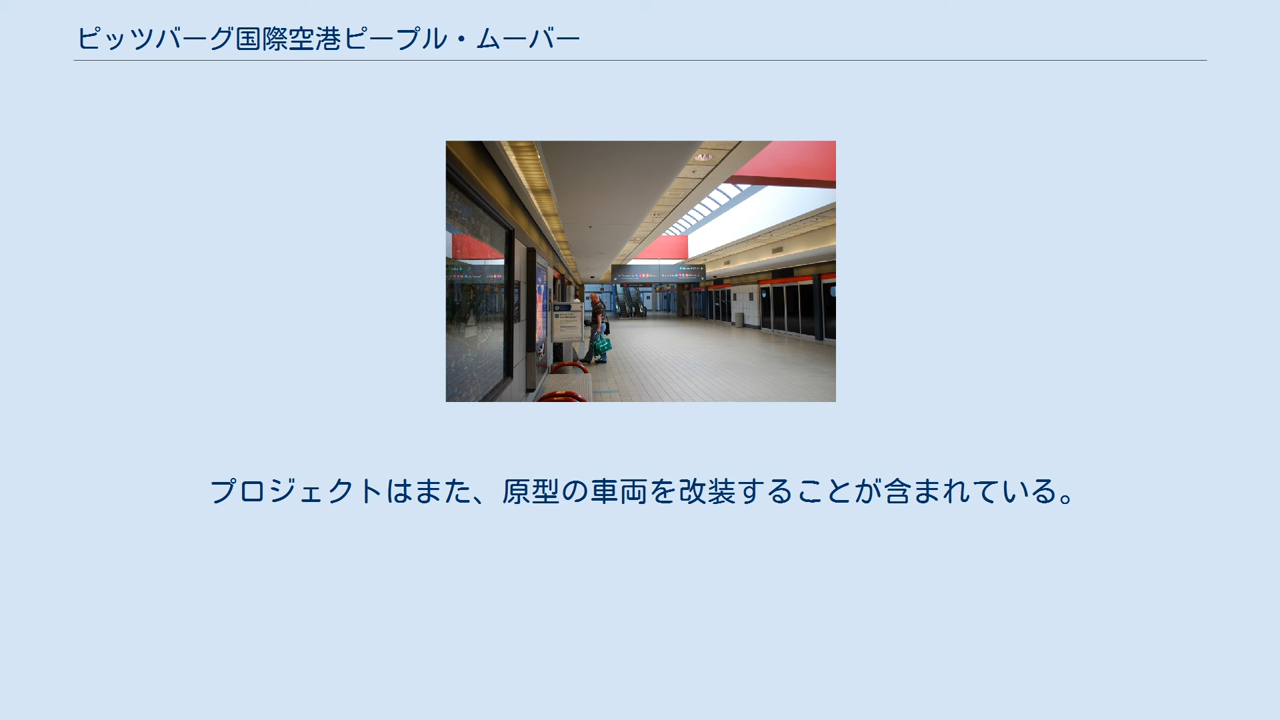 ピッツバーグ国際空港ピープル・ムーバー
プロジェクトはまた、原型の車両を改装することが含まれている。